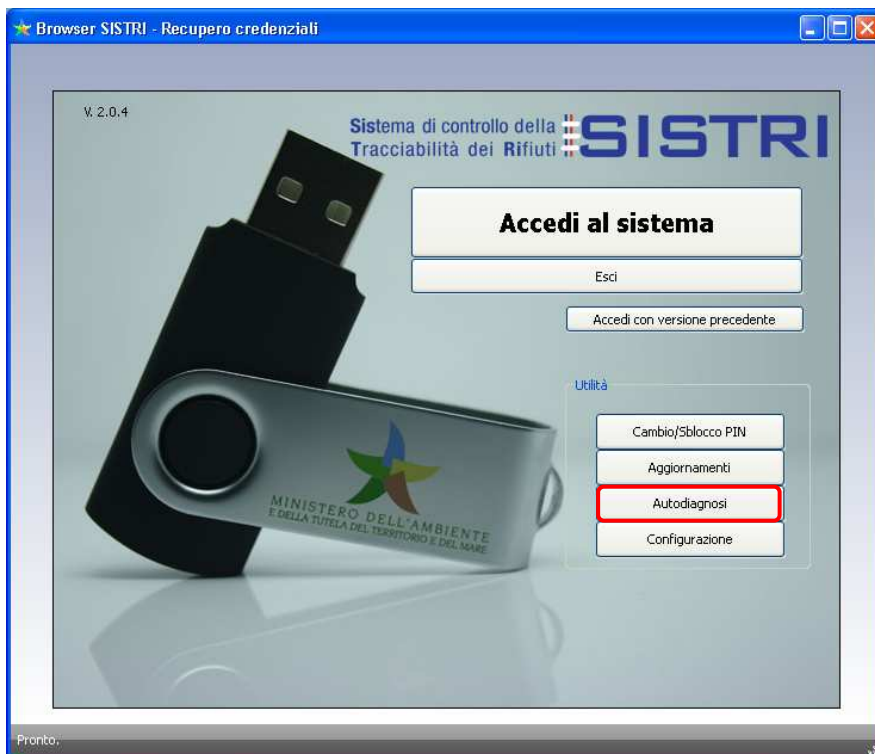 Browser SISTRI - Recupero credenziali
V. 2.0.4
Sistema di controllo della
Tracciabilità dei Rifiuti
SISTRI
Accedi al sistema
Esci
Accedi con versione precedente
Utilità
Cambio/Sblocco PIN
Aggiornamenti
Autodiagnosi
Configurazione
MINISTERO DELL'AMBIENTE
E DELLA TUTELA DEL TERRITORIO E DEL MARE
Pronto.